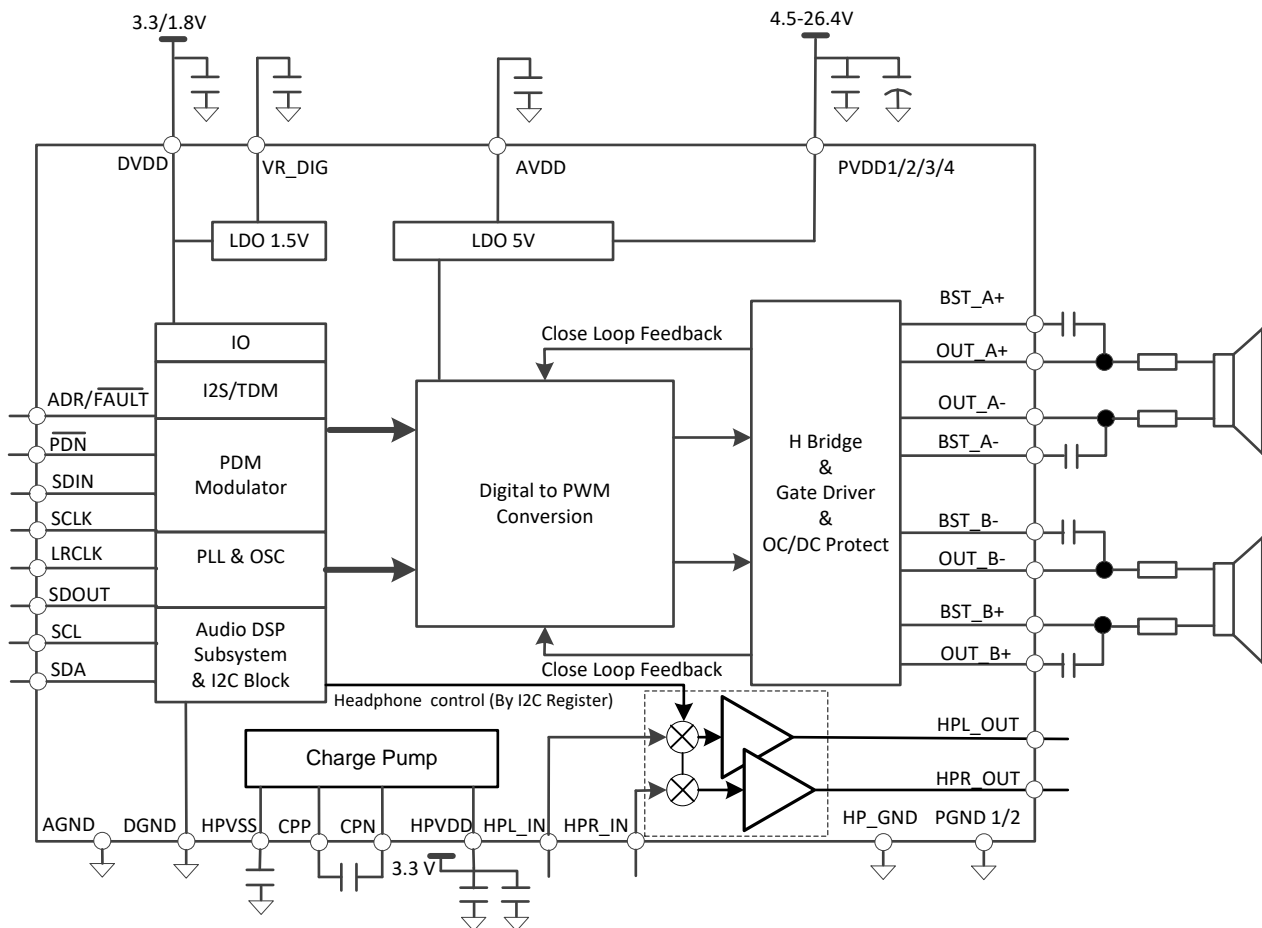 3.3/1.8V
4.5-26.4V
DVDD
VR_DIG
AVDD
PVDD1/2/3/4
LDO 1.5V
LDO 5V
IO
I2S/TDM
PDM
Modulator
PLL & OSC
Audio DSP
Subsystem
& I2C Block
ADR/FAULT
PDN
SDIN
SCLK
LRCLK
SDOUT
SCL
SDA
Close Loop Feedback
Digital to PWM
Conversion
Close Loop Feedback
H Bridge
&
Gate Driver
&
OC/DC Protect
BST_A+
OUT_A+
OUT_A-
BST_A-
BST_B-
OUT_B-
BST_B+
OUT_B+
Headphone control (By I2C Register)
Charge Pump
HPL_OUT
HPR_OUT
AGND
DGND
HPVSS
CPP
CPN
HPVDD
HPL_IN
HPR_IN
HP_GND
PGND 1/2
3.3 V